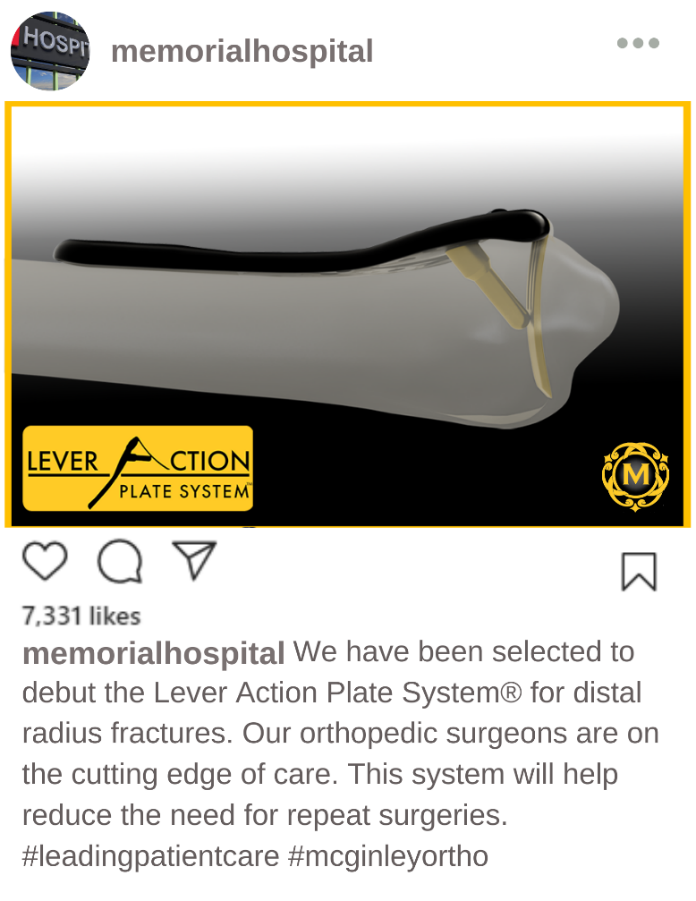 HOSPI
memorialhospital
LEVER ACTION
PLATE SYSTEM™
M
7,331 likes
memorialhospital We have been selected to
debut the Lever Action Plate System® for distal
radius fractures. Our orthopedic surgeons are on
the cutting edge of care. This system will help
reduce the need for repeat surgeries.
#leadingpatientcare #mcginleyortho